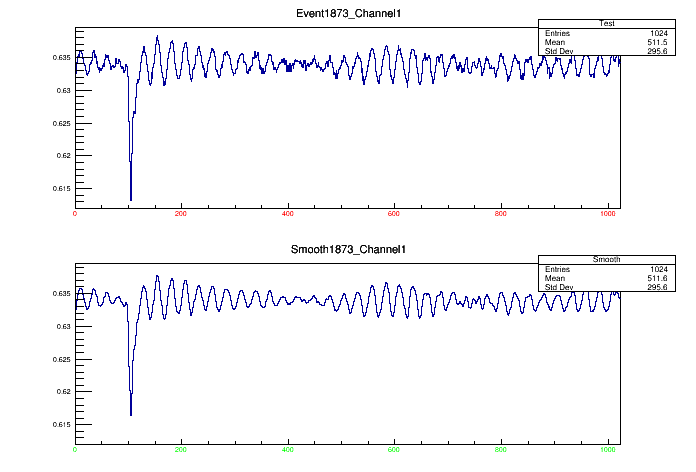 Event1873_Channel1
Test
Entries 1024
Mean 511.5
Std Dev 295.6
0.635
0.63
0.625
0.62
0.615
0 200 400 600 800 1000
Smooth1873_Channel1
Smooth
Entries 1024
Mean 511.6
Std Dev 295.6
0.635
0.63
0.625
0.62
0.615
0 200 400 600 800 1000